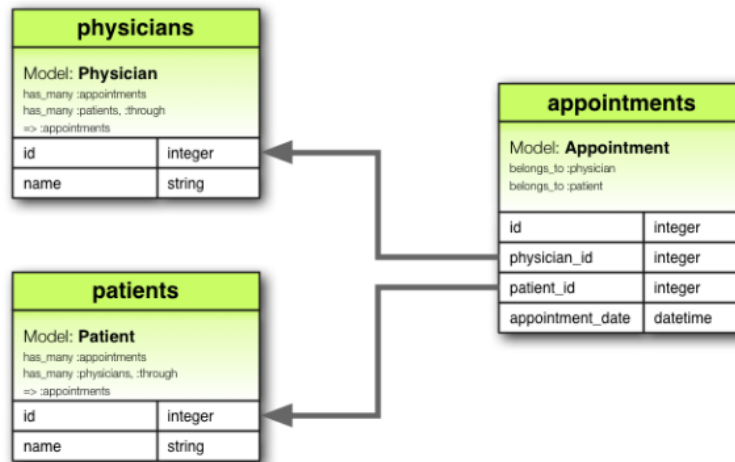 physicians
Model: Physician
has_many :appointments
has_many :patients, :through
=> :appointments
id integer
name string
appointments
Model: Appointment
belongs_to :physician
belongs_to :patient
id integer
physician_id integer
patient_id integer
appointment_date datetime
patients
Model: Patient
has_many :appointments
has_many :physicians, :through
=> :appointments
id integer
name string